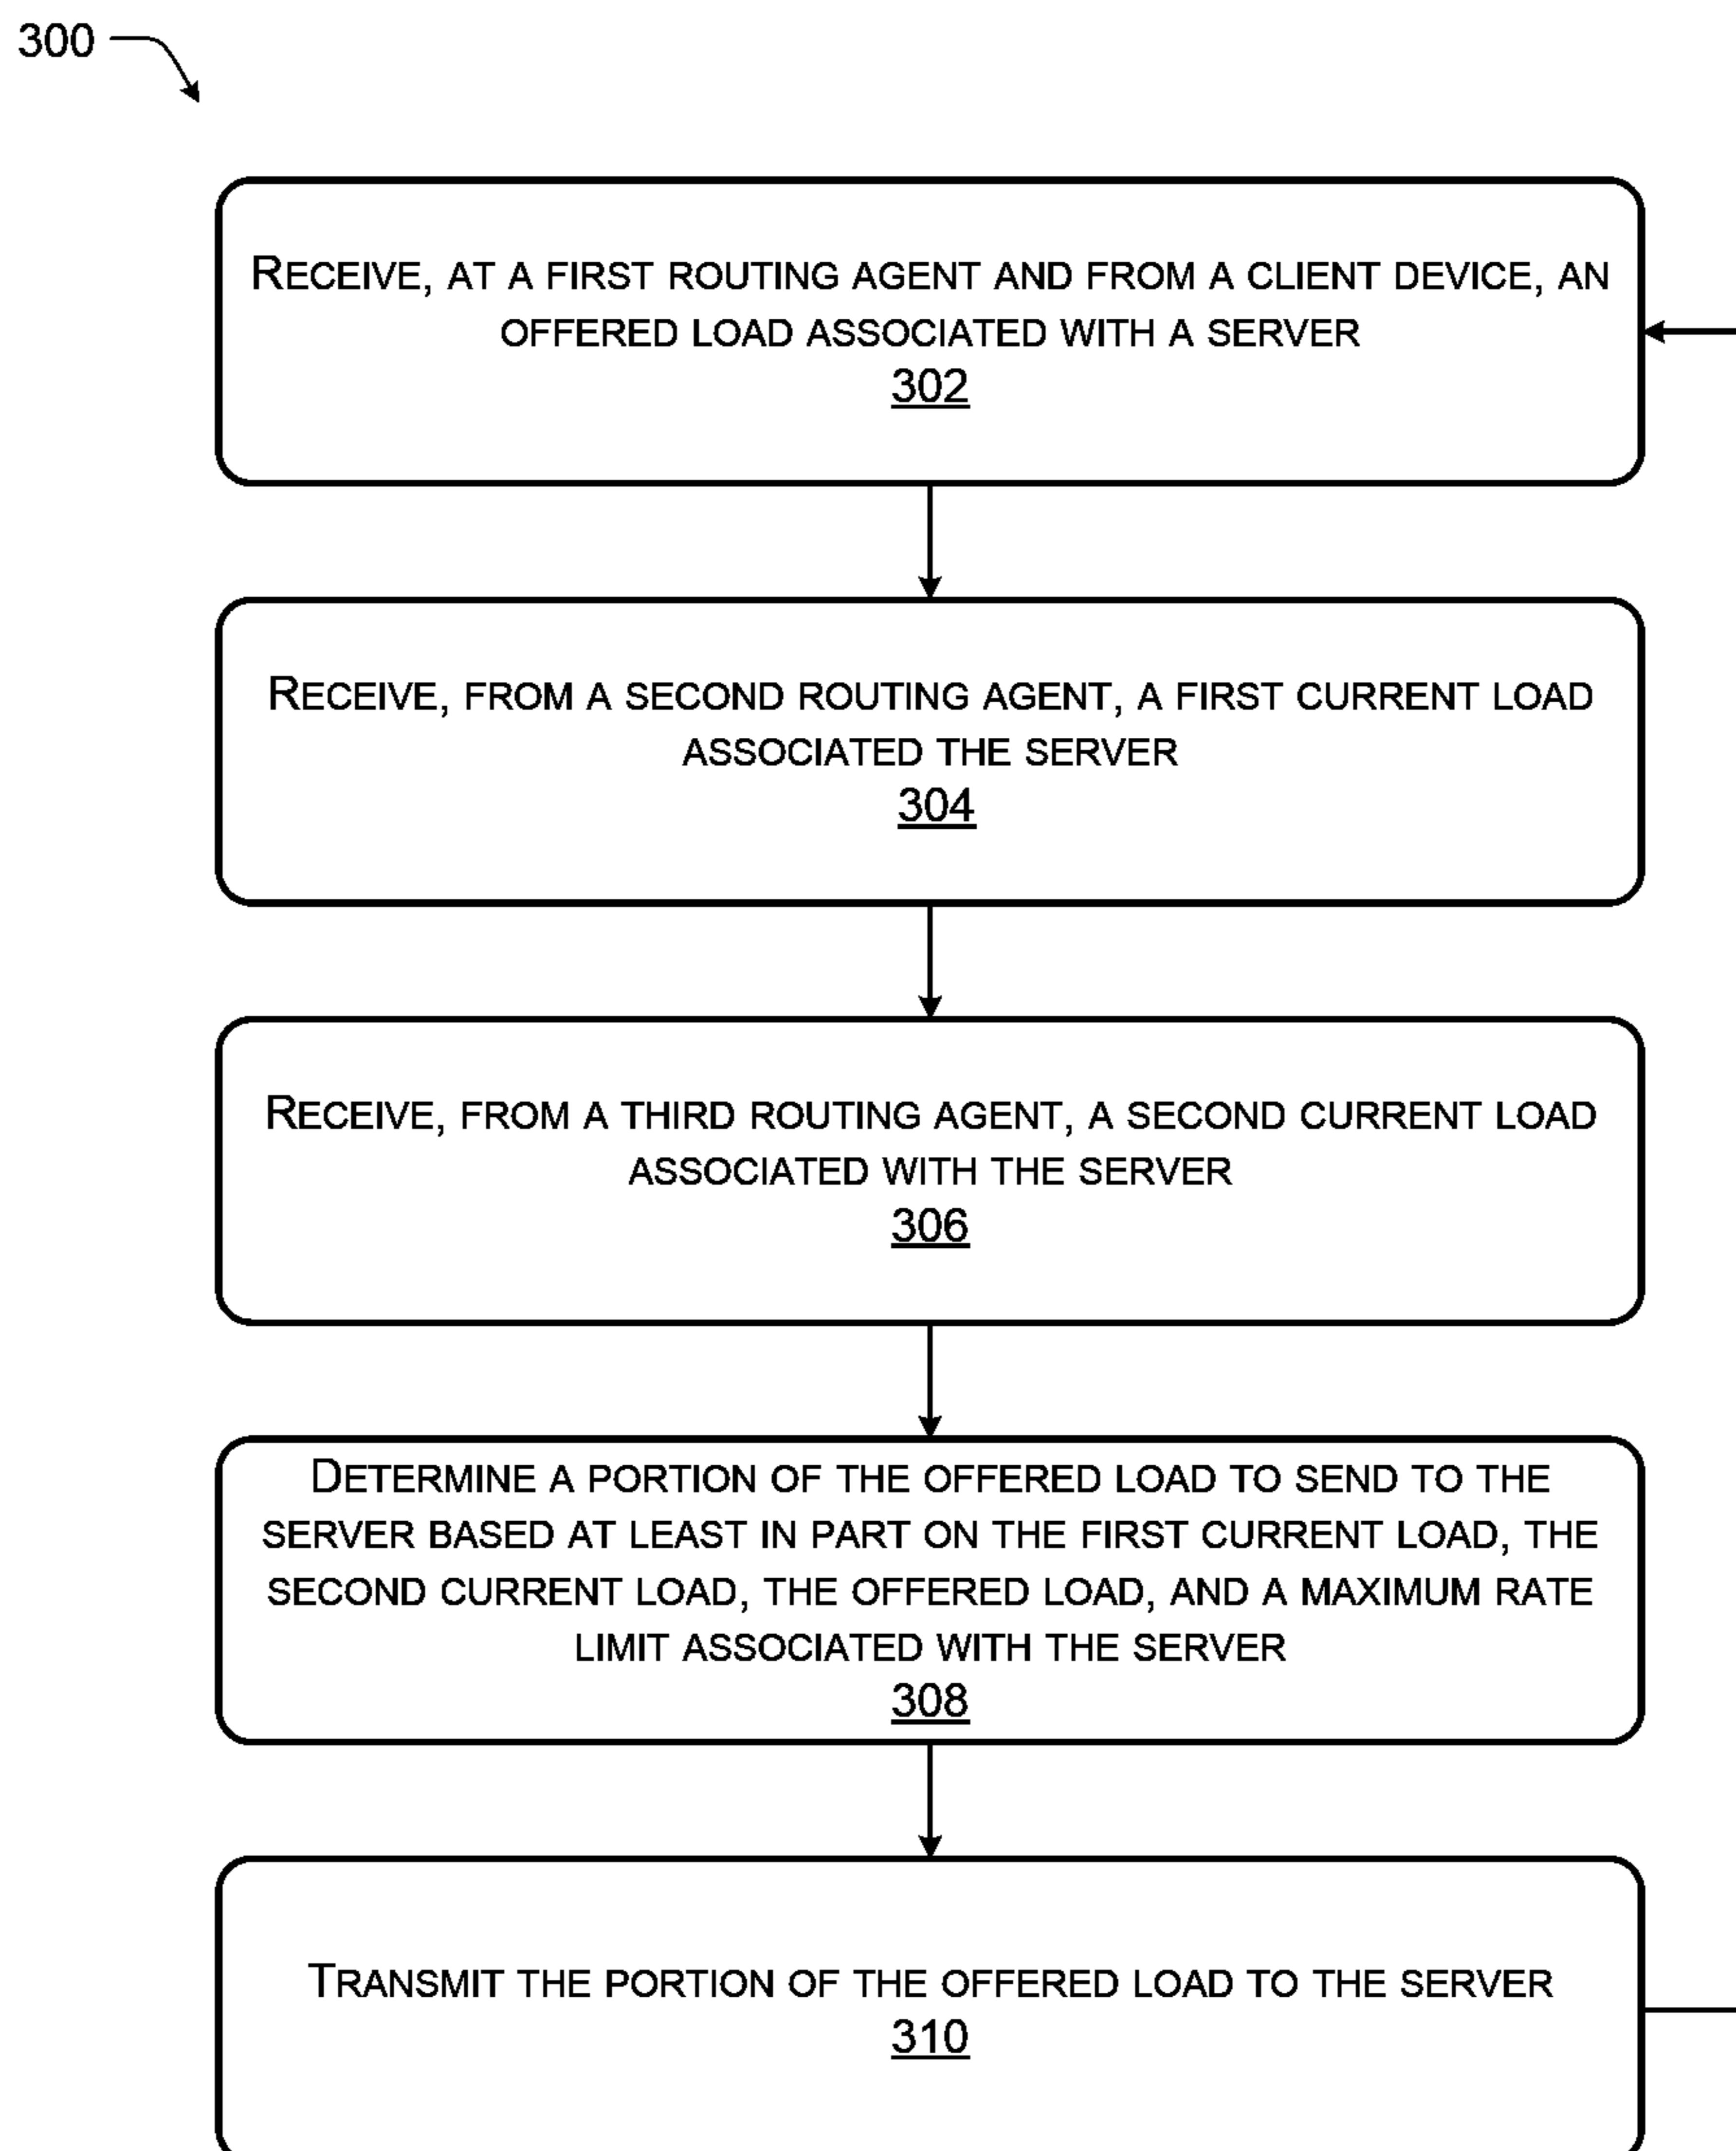 300
RECEIVE, AT A FIRST ROUTING AGENT AND FROM A CLIENT DEVICE, AN
OFFERED LOAD ASSOCIATED WITH A SERVER
302
RECEIVE, FROM A SECOND ROUTING AGENT, A FIRST CURRENT LOAD
ASSOCIATED THE SERVER
304
RECEIVE, FROM A THIRD ROUTING AGENT, A SECOND CURRENT LOAD
ASSOCIATED WITH THE SERVER
306
DETERMINE A PORTION OF THE OFFERED LOAD TO SEND TO THE
SERVER BASED AT LEAST IN PART ON THE FIRST CURRENT LOAD, THE
SECOND CURRENT LOAD, THE OFFERED LOAD, AND A MAXIMUM RATE
LIMIT ASSOCIATED WITH THE SERVER
308
TRANSMIT THE PORTION OF THE OFFERED LOAD TO THE SERVER
310